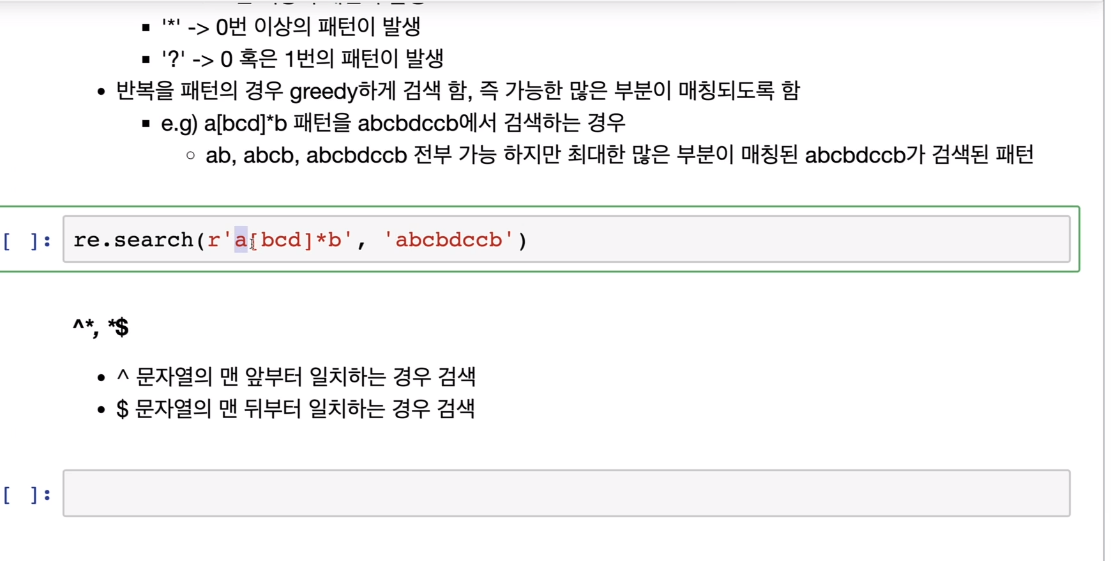 '*' -> 0번 이상의 패턴이 발생
'?' -> 0 혹은 1번의 패턴이 발생
반복을 패턴의 경우 greedy하게 검색 함, 즉 가능한 많은 부분이 매칭되도록 함
e.g) a[bcd]*b 패턴을 abcbdccb에서 검색하는 경우
ab, abcb, abcbdccb 전부 가능 하지만 최대한 많은 부분이 매칭된 abcbdccb가 검색된 패턴
[ ]: re.search(r'a[bcd]*b', 'abcbdccb')
^*, *$
^ 문자열의 맨 앞부터 일치하는 경우 검색
$ 문자열의 맨 뒤부터 일치하는 경우 검색
[ ]: